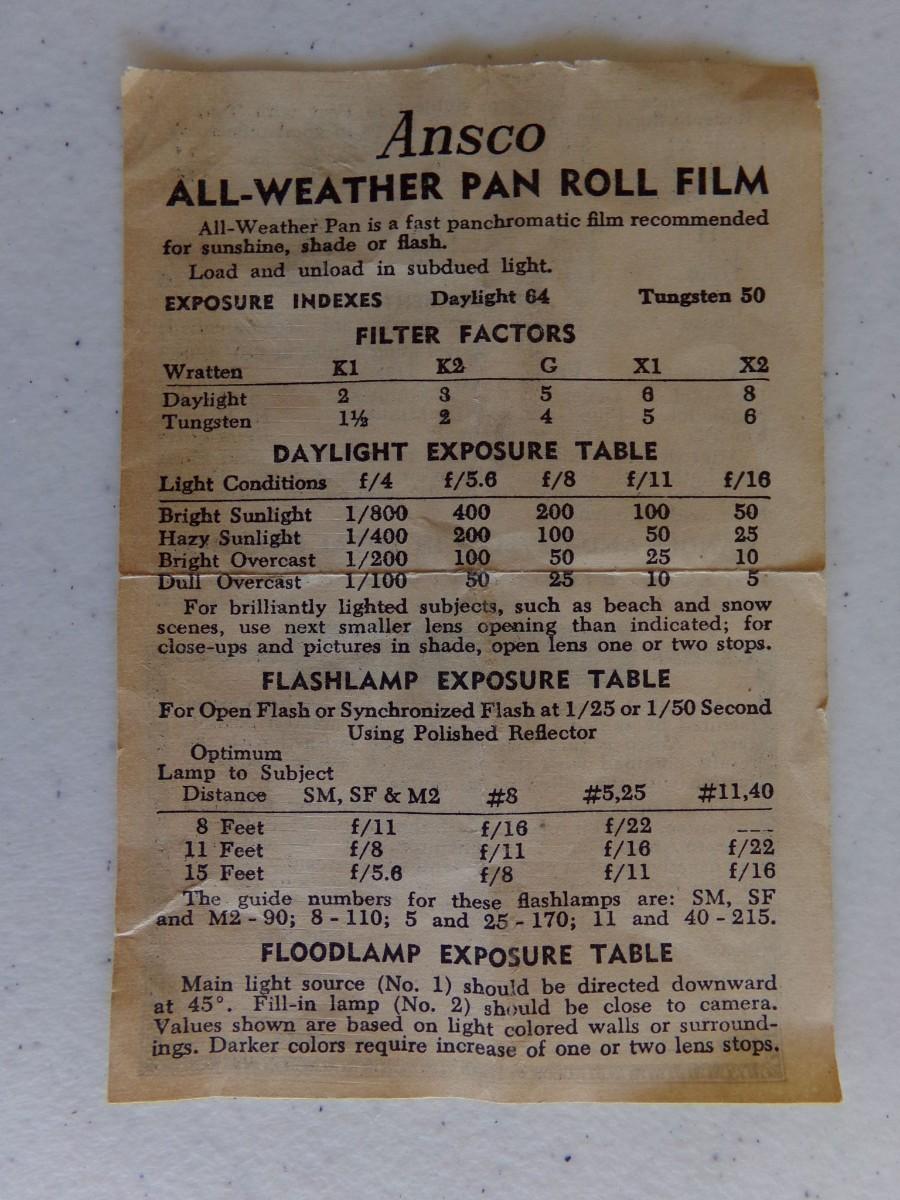 Ansco
ALL-WEATHER PAN ROLL FILM
All-Weather Pan is a fast panchromatic film recommended
for sunshine, shade or flash.
Load and unload in subdued light.
EXPOSURE INDEXES Daylight 64 Tungsten 50
FILTER FACTORS
Wratten K1 K2 G X1 X2
Daylight 2 3 5 6 8
Tungsten 1½ 2 4 5 6
DAYLIGHT EXPOSURE TABLE
Light Conditions f/4 f/5.6 f/8 f/11 f/16
Bright Sunlight 1/800 400 200 100 50
Hazy Sunlight 1/400 200 100 50 25
Bright Overcast 1/200 100 50 25 10
Dull Overcast 1/100 50 25 10 5
For brilliantly lighted subjects, such as beach and snow
scenes, use next smaller lens opening than indicated; for
close-ups and pictures in shade, open lens one or two stops.
FLASHLAMP EXPOSURE TABLE
For Open Flash or Synchronized Flash at 1/25 or 1/50 Second
Using Polished Reflector
Optimum
Lamp to Subject
Distance SM, SF & M2 #8 #5,25 #11,40
8 Feet f/11 f/16 f/22 ---
11 Feet f/8 f/11 f/16 f/22
15 Feet f/5.6 f/8 f/11 f/16
The guide numbers for these flashlamps are: SM, SF
and M2 - 90; 8 - 110; 5 and 25 - 170; 11 and 40 - 215.
FLOODLAMP EXPOSURE TABLE
Main light source (No. 1) should be directed downward
at 45°. Fill-in lamp (No. 2) should be close to camera.
Values shown are based on light colored walls or surround-
ings. Darker colors require increase of one or two lens stops.